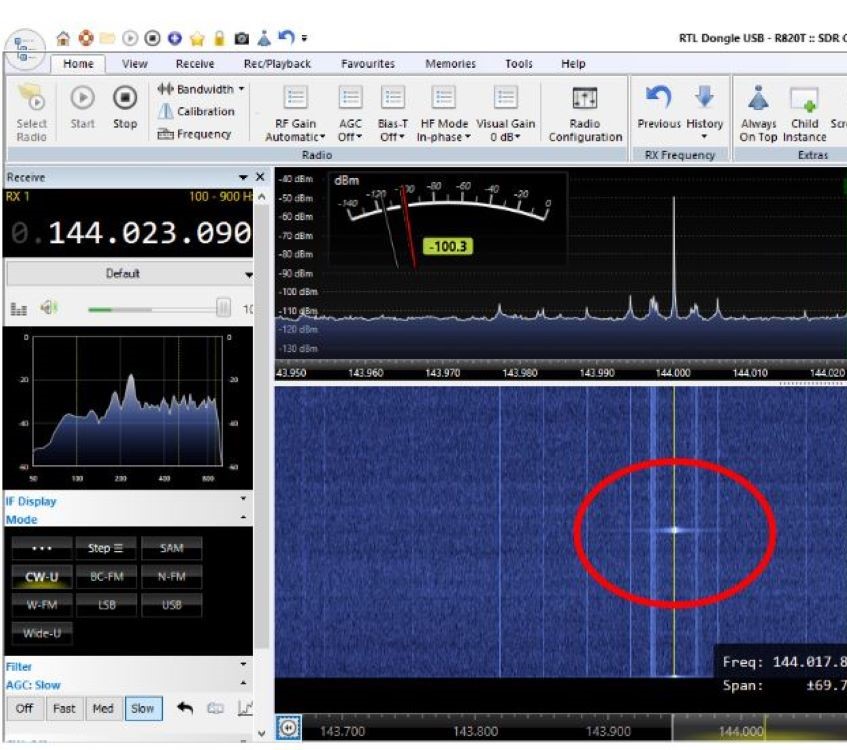 RTL Dongle USB - R820T :: SDR C
Home View Receive Rec/Playback Favourites Memories Tools Help
Select Radio
Start
Stop
Bandwidth
Calibration
Frequency
RF Gain Automatic
AGC Off
Bias-T Off
HF Mode In-phase
Visual Gain 0 dB
Radio Configuration
Previous
History
Always On Top
Child Instance
Scr
Radio
RX Frequency
Extras
Receive
RX 1 100 - 900 H
0.144.023.090
Default
10
0 0
-20 -20
-40 -40
-60 -60
50 100 200 400 800
IF Display
Mode
... Step SAM
CW-U BC-FM N-FM
W-FM LSB USB
Wide-U
Filter
AGC: Slow
Off Fast Med Slow
-40 dBm
-50 dBm
-60 dBm
-70 dBm
-80 dBm
-90 dBm
-100 dBm
-110 dBm
-120 dBm
-130 dBm
dBm
-140 -120 -100 -80 -60 -40 -20 0
-100.3
43.950 143.960 143.970 143.980 143.990 144.000 144.010 144.020
Freq: 144.017.8
Span: ±69.7
143.700 143.800 143.900 144.000